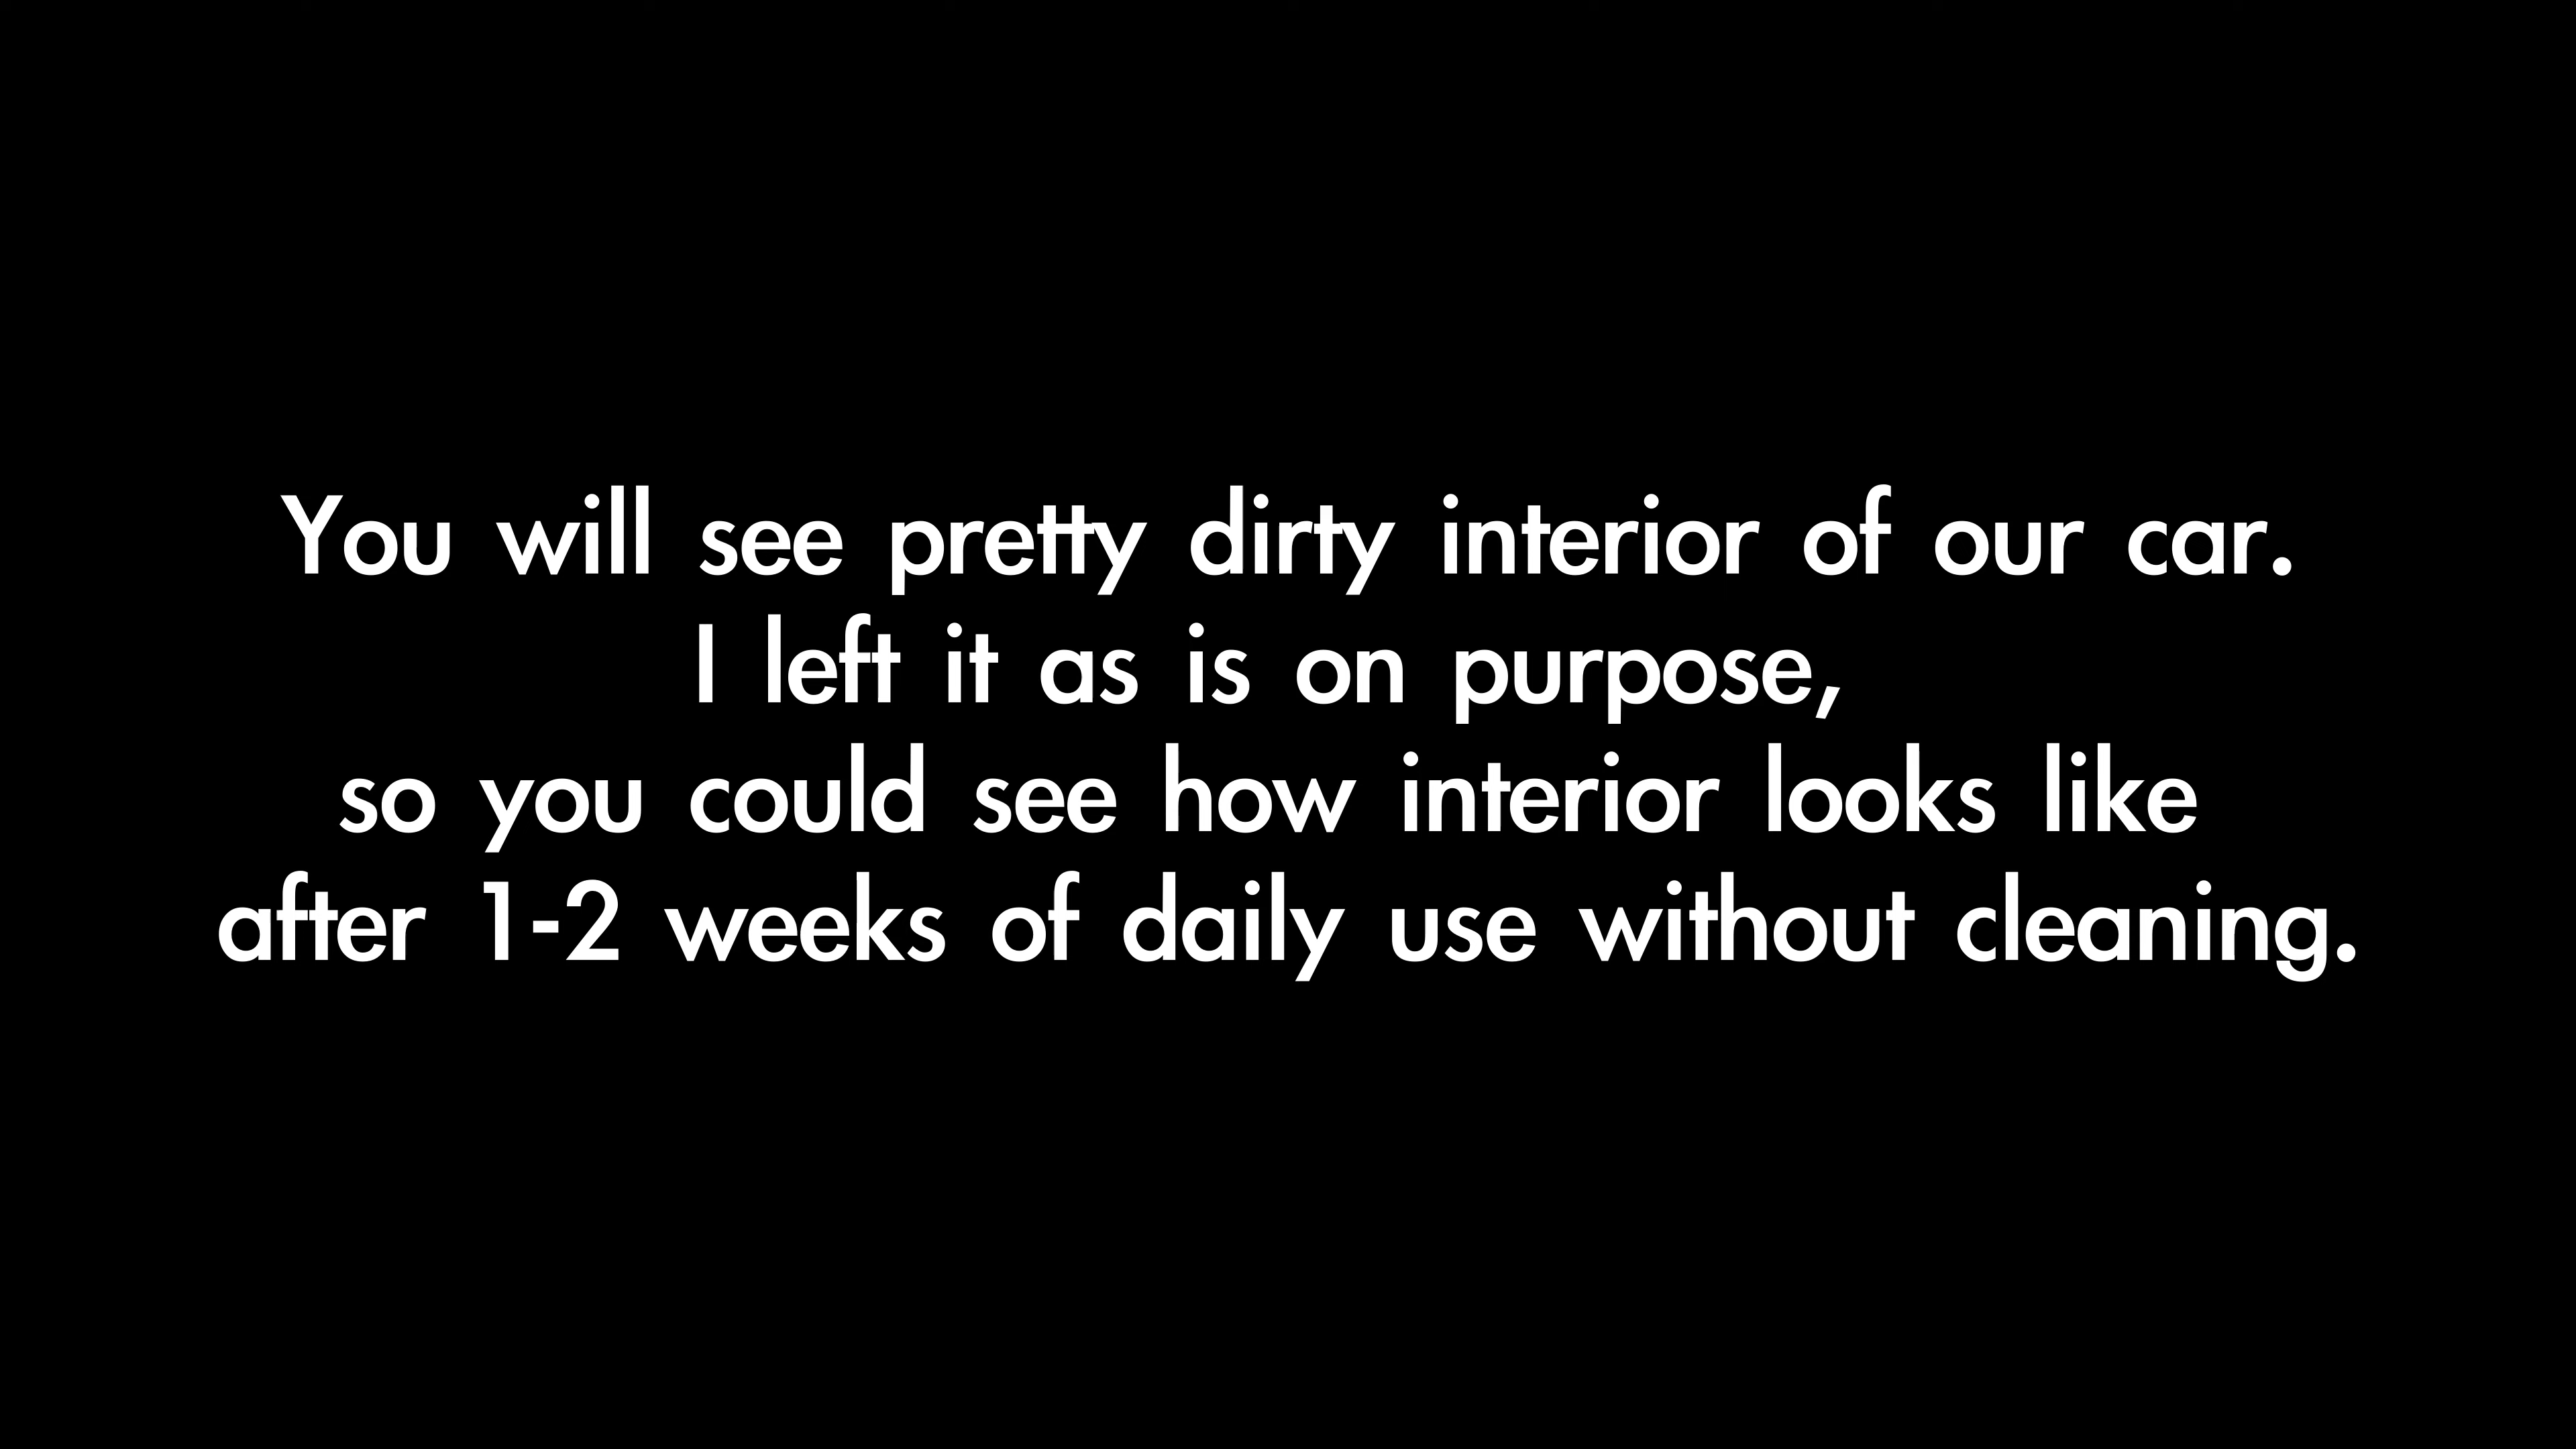 You will see pretty dirty interior of our car.
I left it as is on purpose,
so you could see how interior looks like
after 1-2 weeks of daily use without cleaning.